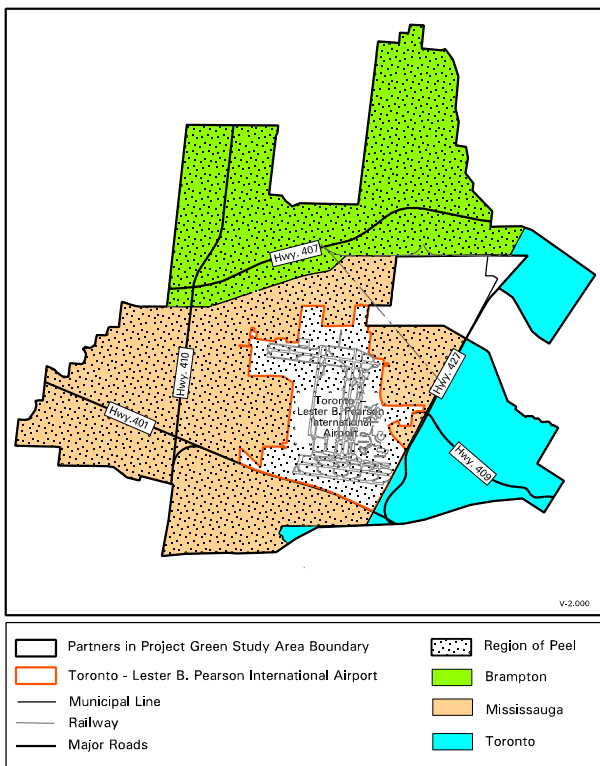 Hwy. 407
Hwy. 410
Hwy. 427
Hwy. 401
Toronto -
Lester B. Pearson
International
Airport
Hwy. 409
V-2.000
Partners in Project Green Study Area Boundary
Toronto - Lester B. Pearson International Airport
Municipal Line
Railway
Major Roads
Region of Peel
Brampton
Mississauga
Toronto